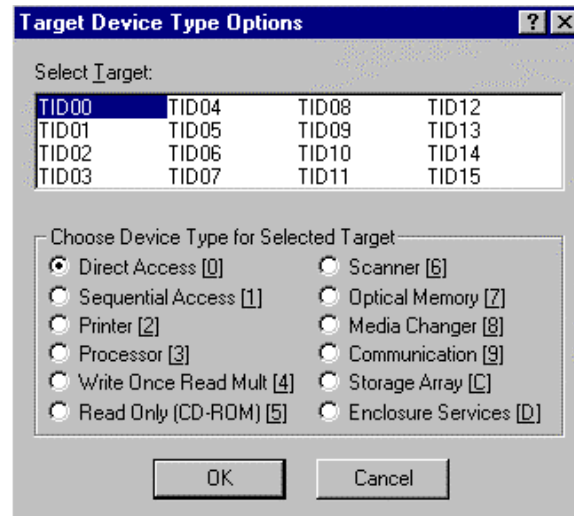 Target Device Type Options
Select Target:
TID00 TID04 TID08 TID12
TID01 TID05 TID09 TID13
TID02 TID06 TID10 TID14
TID03 TID07 TID11 TID15
Choose Device Type for Selected Target
Direct Access [0] Scanner [6]
Sequential Access [1] Optical Memory [7]
Printer [2] Media Changer [8]
Processor [3] Communication [9]
Write Once Read Mult [4] Storage Array [C]
Read Only (CD-ROM) [5] Enclosure Services [D]
OK Cancel